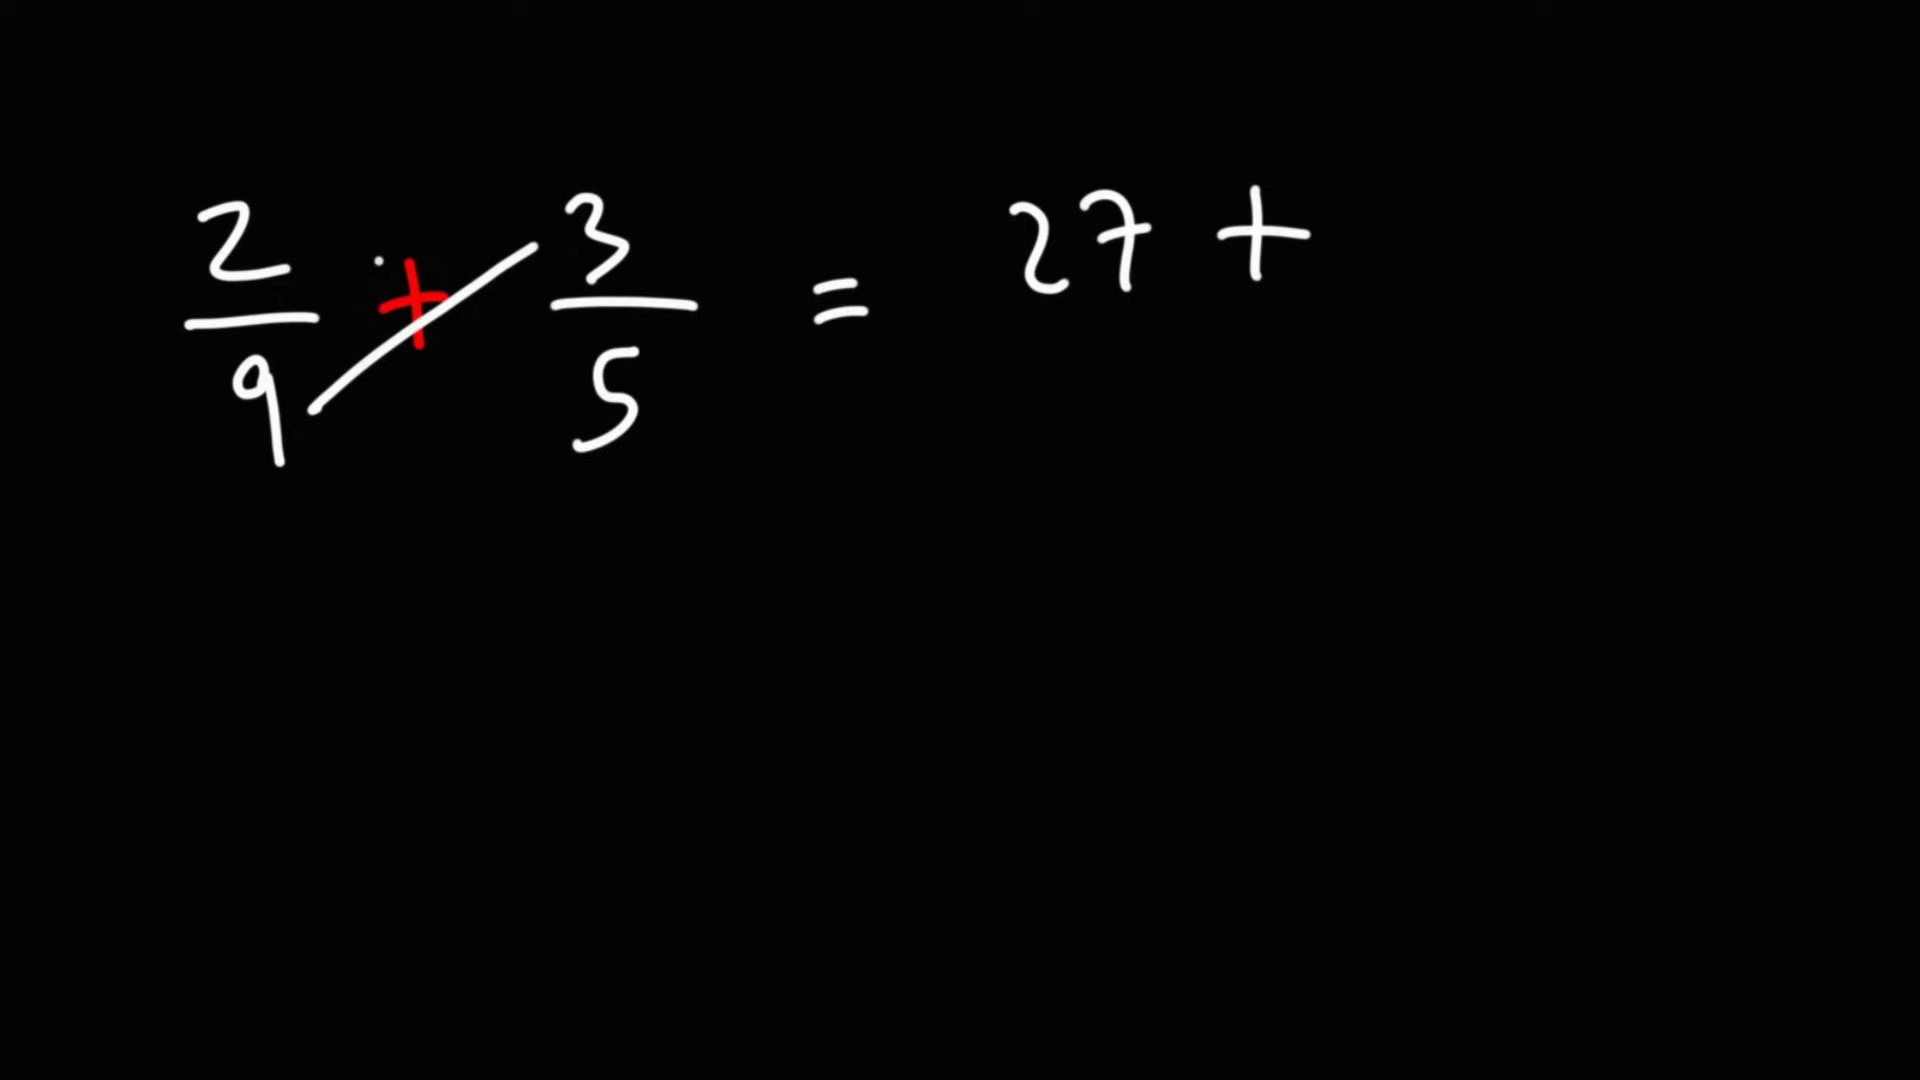 2/9 + 3/5 = 27 +